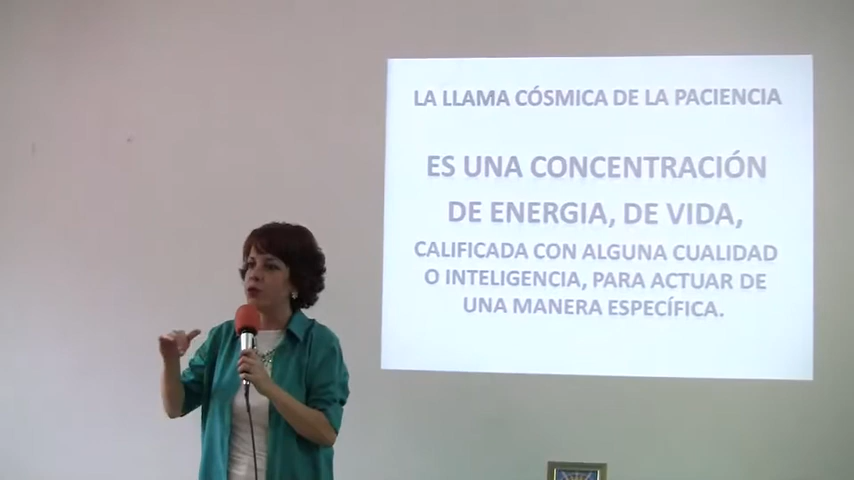 LA LLAMA CÓSMICA DE LA PACIENCIA
ES UNA CONCENTRACIÓN
DE ENERGIA, DE VIDA,
CALIFICADA CON ALGUNA CUALIDAD
O INTELIGENCIA, PARA ACTUAR DE
UNA MANERA ESPECÍFICA.